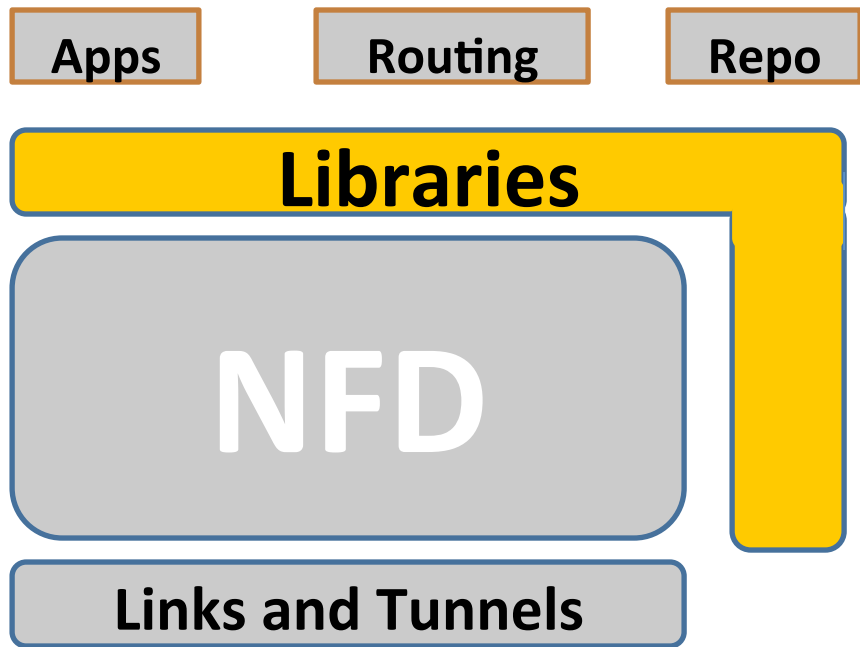 Apps
Routing
Repo
Libraries
NFD
Links and Tunnels